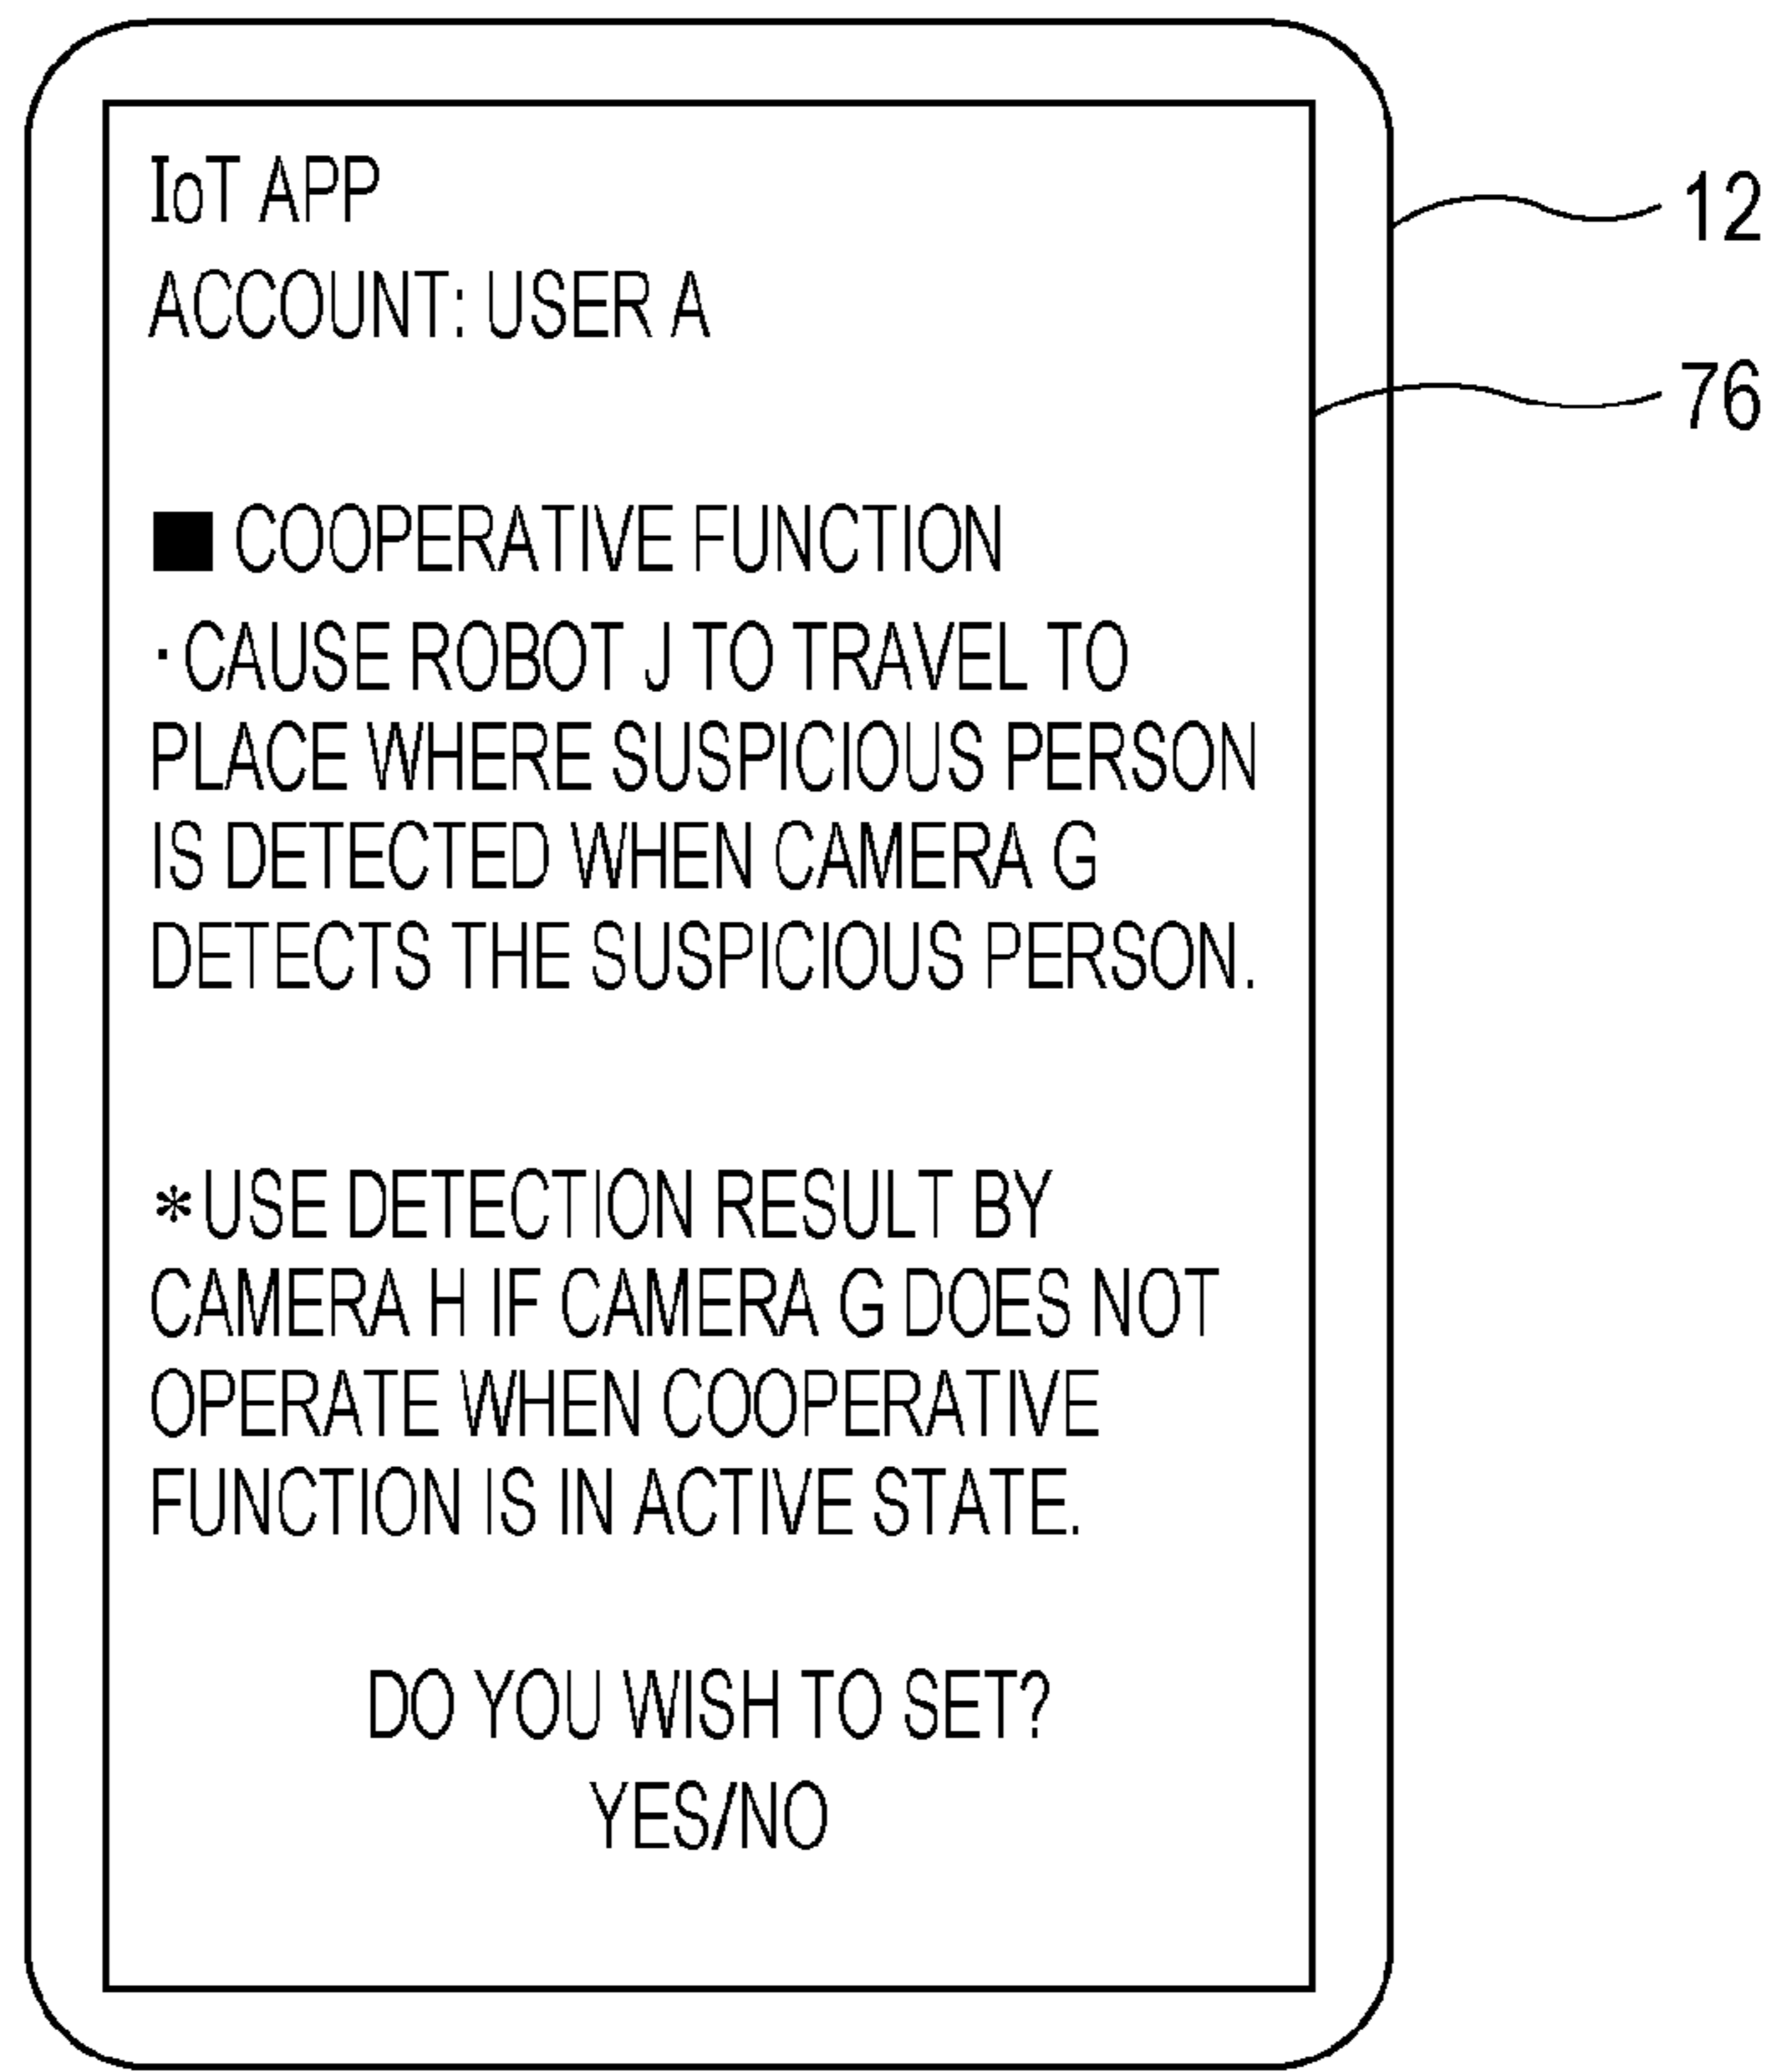 IoT APP
ACCOUNT: USER A
■ COOPERATIVE FUNCTION
・CAUSE ROBOT J TO TRAVEL TO
PLACE WHERE SUSPICIOUS PERSON
IS DETECTED WHEN CAMERA G
DETECTS THE SUSPICIOUS PERSON.
*USE DETECTION RESULT BY
CAMERA H IF CAMERA G DOES NOT
OPERATE WHEN COOPERATIVE
FUNCTION IS IN ACTIVE STATE.
DO YOU WISH TO SET?
YES/NO
12
76